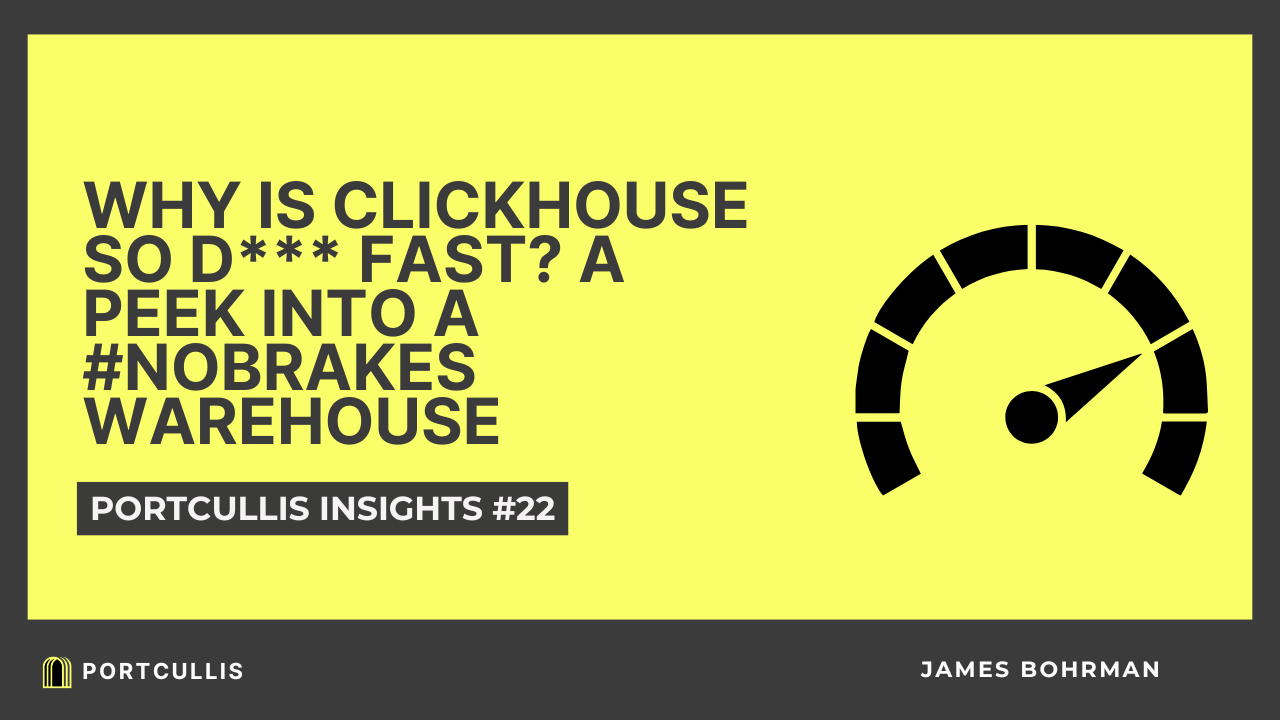 WHY IS CLICKHOUSE
SO D*** FAST? A
PEEK INTO A
#NOBRAKES
WAREHOUSE
PORTCULLIS INSIGHTS #22
PORTCULLIS
JAMES BOHRMAN